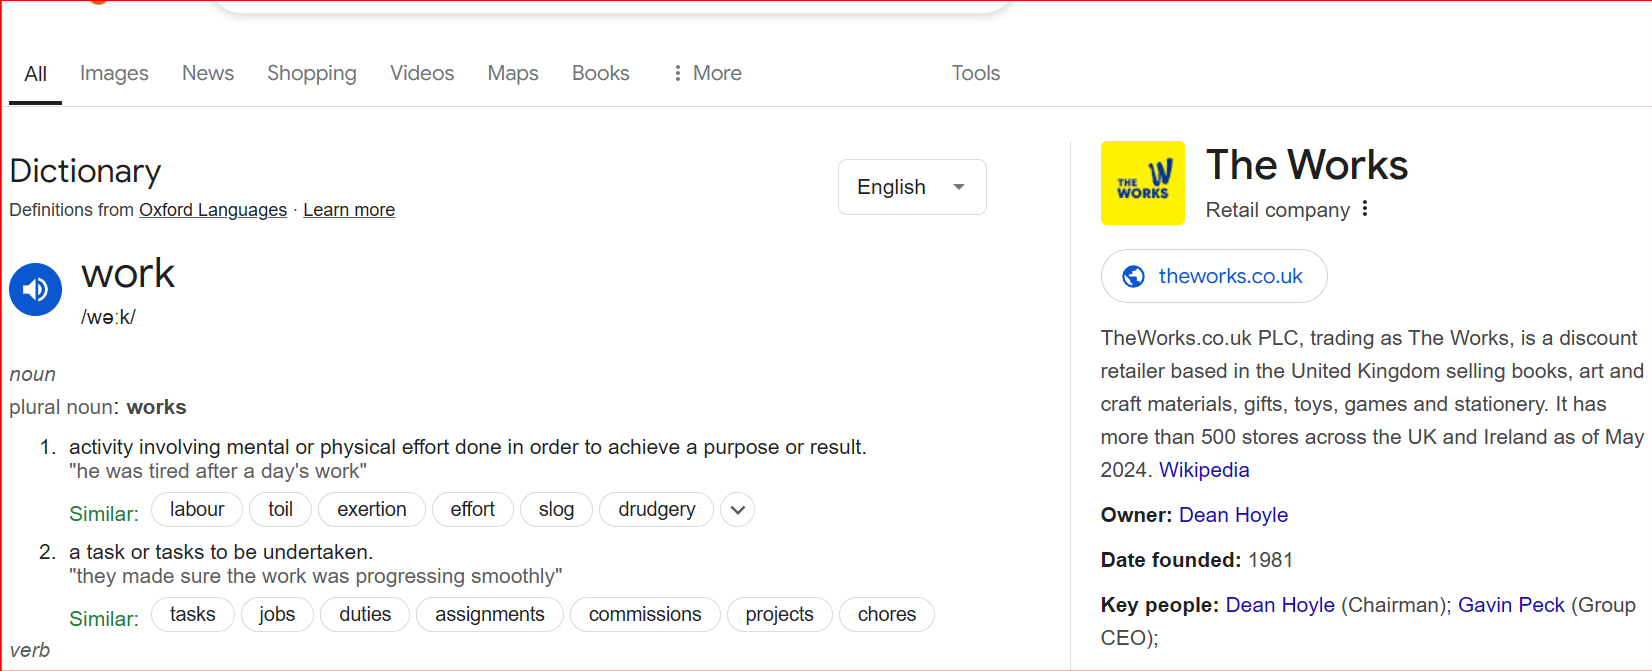 All Images News Shopping Videos Maps Books More Tools
Dictionary
Definitions from Oxford Languages · Learn more
English
work
/wəːk/
noun
plural noun: works
1. activity involving mental or physical effort done in order to achieve a purpose or result.
"he was tired after a day's work"
Similar: labour toil exertion effort slog drudgery
2. a task or tasks to be undertaken.
"they made sure the work was progressing smoothly"
Similar: tasks jobs duties assignments commissions projects chores
verb
THE WORKS
W
The Works
Retail company
theworks.co.uk
TheWorks.co.uk PLC, trading as The Works, is a discount
retailer based in the United Kingdom selling books, art and
craft materials, gifts, toys, games and stationery. It has
more than 500 stores across the UK and Ireland as of May
2024. Wikipedia
Owner: Dean Hoyle
Date founded: 1981
Key people: Dean Hoyle (Chairman); Gavin Peck (Group
CEO);